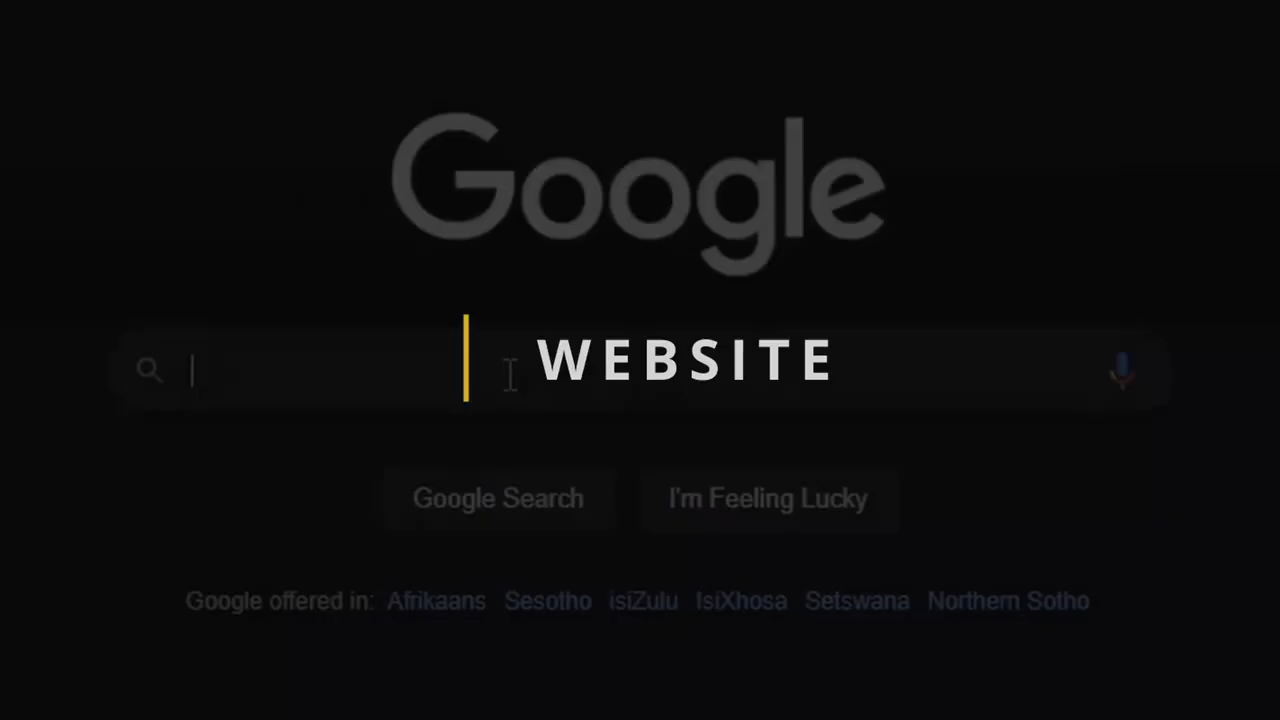 Google
WEBSITE
Google Search I'm Feeling Lucky
Google offered in: Afrikaans Sesotho isiZulu IsiXhosa Setswana Northern Sotho